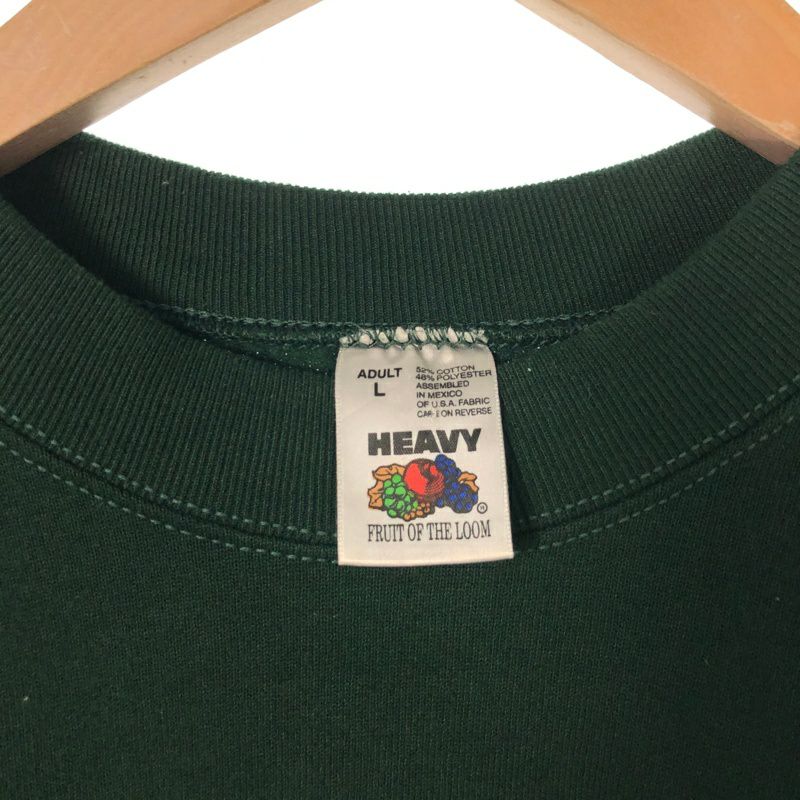 ADULT
L
52% COTTON
48% POLYESTER
ASSEMBLED
IN MEXICO
OF U.S.A. FABRIC
CARE ON REVERSE
HEAVY
FRUIT OF THE LOOM